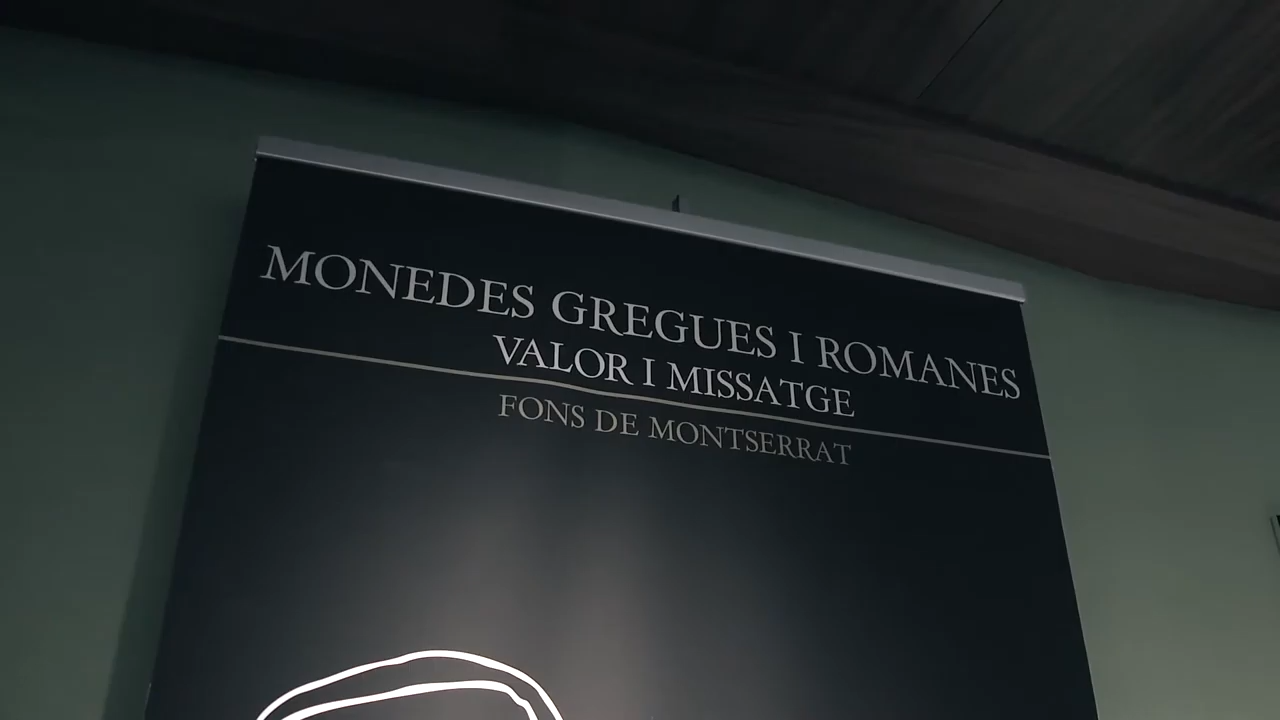 MONEDES GREGUES I ROMANES
VALOR I MISSATGE
FONS DE MONTSERRAT